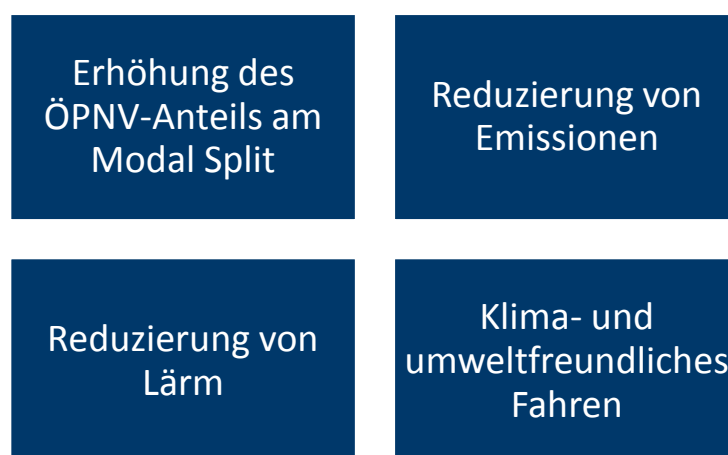 Erhöhung des
ÖPNV-Anteils am
Modal Split
Reduzierung von
Emissionen
Reduzierung von
Lärm
Klima- und
umweltfreundliches
Fahren